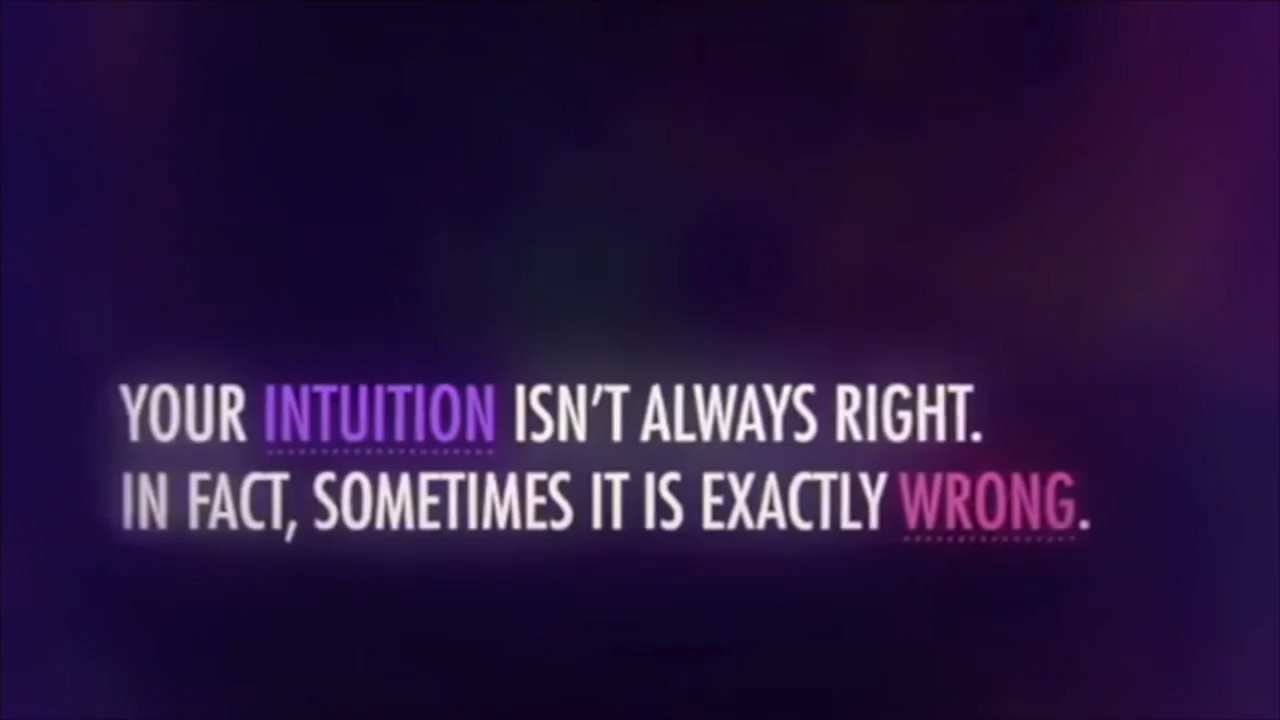 YOUR INTUITION ISN'T ALWAYS RIGHT.
IN FACT, SOMETIMES IT IS EXACTLY WRONG.